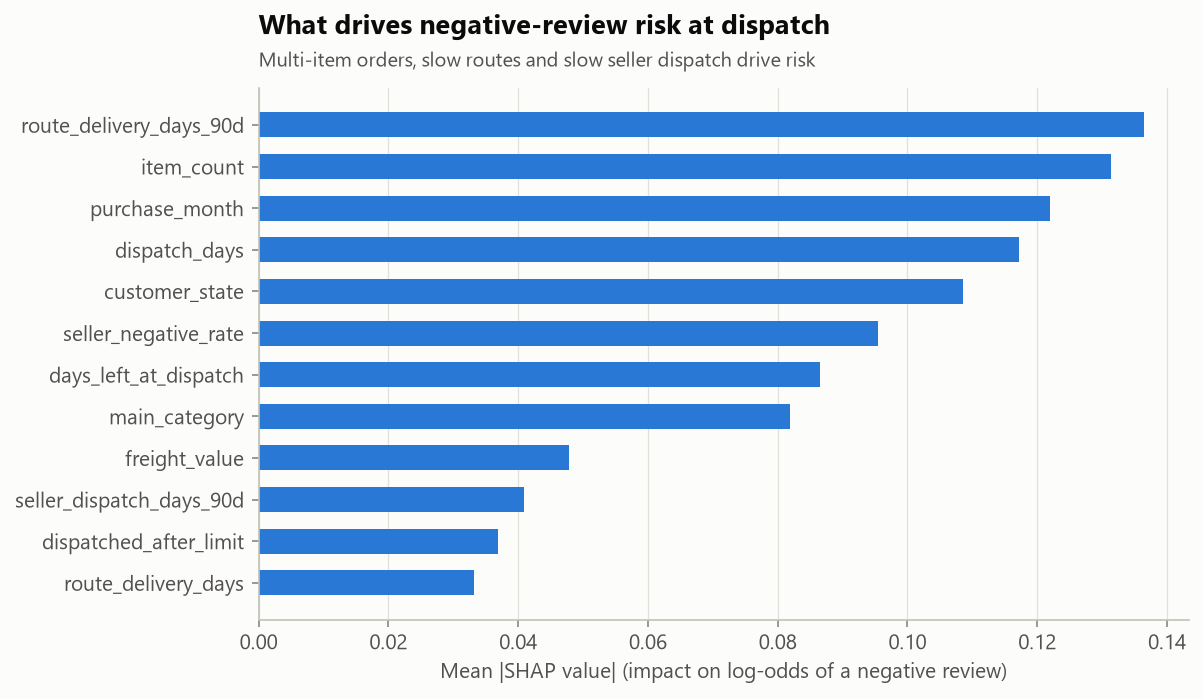 What drives negative-review risk at dispatch
Multi-item orders, slow routes and slow seller dispatch drive risk
route_delivery_days_90d
item_count
purchase_month
dispatch_days
customer_state
seller_negative_rate
days_left_at_dispatch
main_category
freight_value
seller_dispatch_days_90d
dispatched_after_limit
route_delivery_days
0.00 0.02 0.04 0.06 0.08 0.10 0.12 0.14
Mean |SHAP value| (impact on log-odds of a negative review)